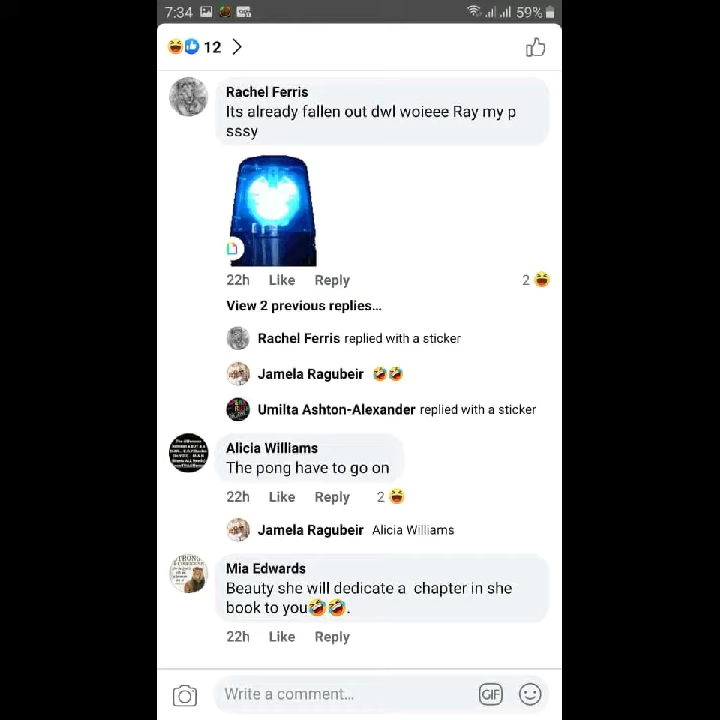 7:34
59%
12
Rachel Ferris
Its already fallen out dwl woieee Ray my p
sssy
22h Like Reply 2
View 2 previous replies...
Rachel Ferris replied with a sticker
Jamela Ragubeir 🤣🤣
Umilta Ashton-Alexander replied with a sticker
Alicia Williams
The pong have to go on
22h Like Reply 2
Jamela Ragubeir Alicia Williams
Mia Edwards
Beauty she will dedicate a chapter in she
book to you🤣🤣.
22h Like Reply
Write a comment...
GIF